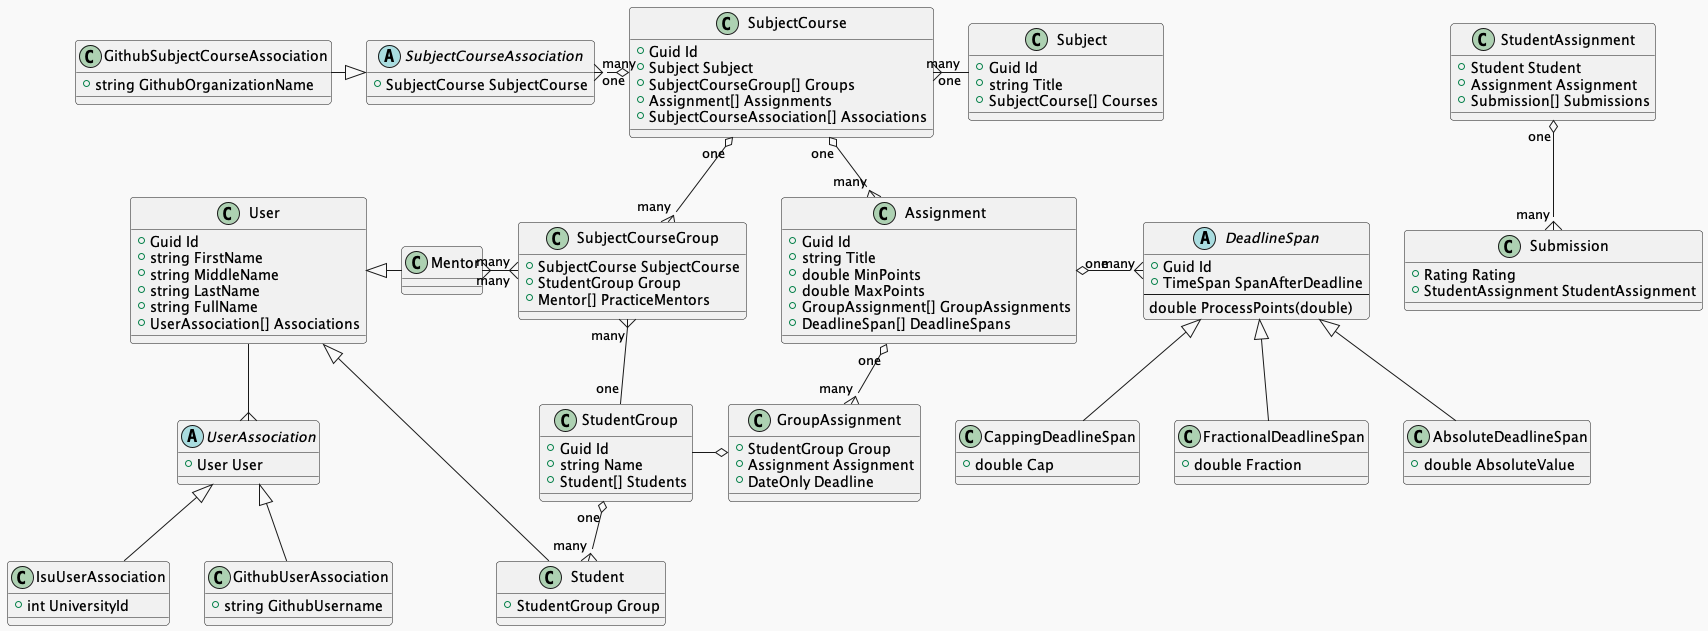 C SubjectCourse
+ Guid Id
Subject Subject
SubjectCourseGroup[] Groups
Assignment[] Assignments
SubjectCourseAssociation[] Associations
C GithubSubjectCourseAssociation
string GithubOrganizationName
A SubjectCourseAssociation
SubjectCourse SubjectCourse
many
one
many
one
C Subject
Guid Id
string Title
SubjectCourse[] Courses
C StudentAssignment
Student Student
Assignment Assignment
Submission[] Submissions
one
many
one
many
one
many
C User
Guid Id
string FirstName
string MiddleName
string LastName
string FullName
UserAssociation[] Associations
C Mentor
many
many
C SubjectCourseGroup
SubjectCourse SubjectCourse
StudentGroup Group
Mentor[] PracticeMentors
C Assignment
Guid Id
string Title
double MinPoints
double MaxPoints
GroupAssignment[] GroupAssignments
DeadlineSpan[] DeadlineSpans
one
many
A DeadlineSpan
Guid Id
TimeSpan SpanAfterDeadline
double ProcessPoints(double)
C Submission
Rating Rating
StudentAssignment StudentAssignment
many
one
one
many
A UserAssociation
User User
C StudentGroup
Guid Id
string Name
Student[] Students
C GroupAssignment
StudentGroup Group
Assignment Assignment
DateOnly Deadline
C CappingDeadlineSpan
double Cap
C FractionalDeadlineSpan
double Fraction
C AbsoluteDeadlineSpan
double AbsoluteValue
one
many
C IsuUserAssociation
int UniversityId
C GithubUserAssociation
string GithubUsername
C Student
StudentGroup Group